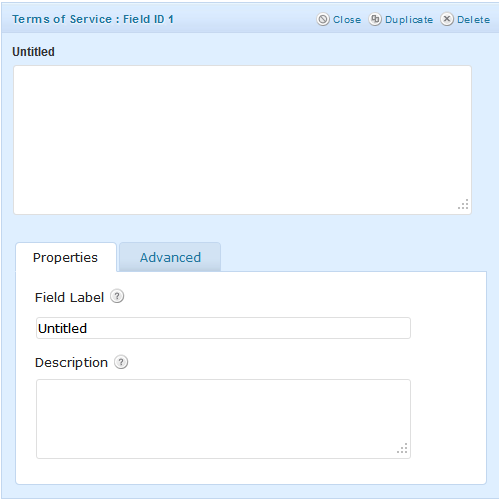 Terms of Service : Field ID 1 Close Duplicate Delete
Untitled
Properties Advanced
Field Label ?
Untitled
Description ?